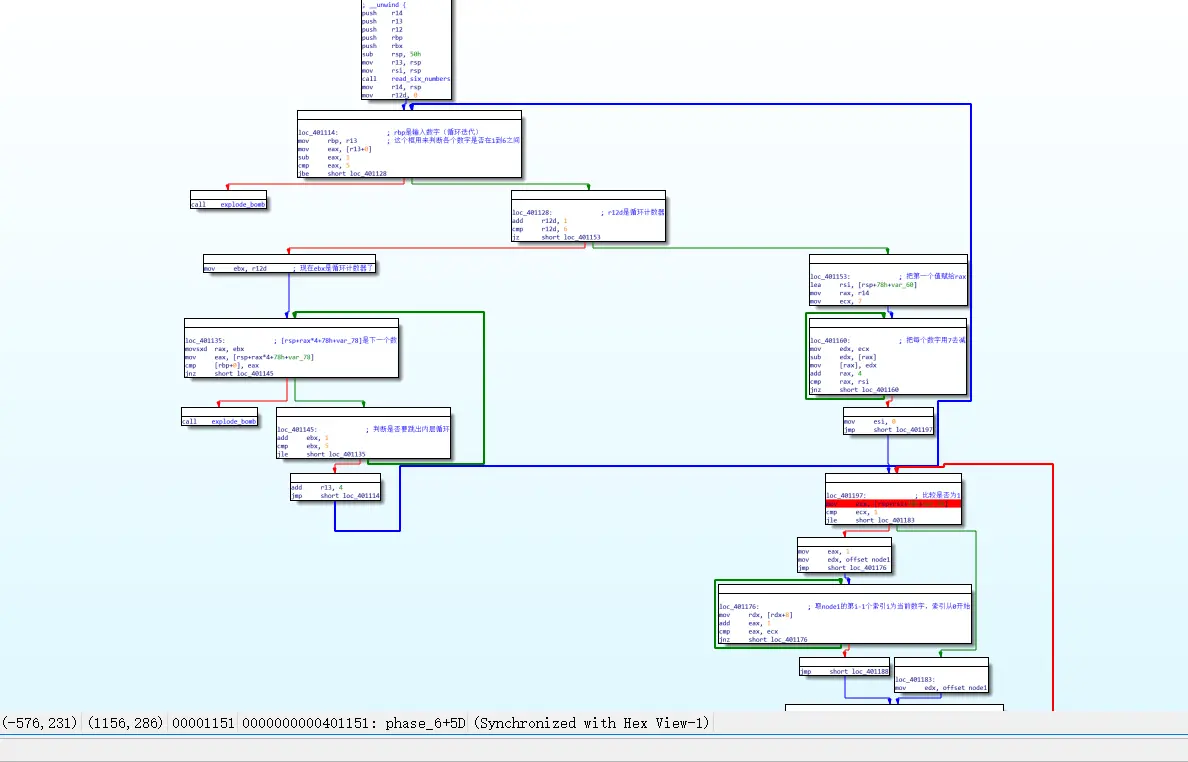 ; __unwind {
push r14
push r13
push r12
push rbp
push rbx
sub rsp, 50h
mov r13, rsp
mov rsi, rsp
call read_six_numbers
mov r14, rsp
mov r12d, 0
loc_401114: ; rbp是输入数字（循环迭代）
mov rbp, r13 ; 这个框用来判断各个数字是否在1到6之间
mov eax, [r13+0]
sub eax, 1
cmp eax, 5
jbe short loc_401128
call explode_bomb
loc_401128: ; r12d是循环计数器
add r12d, 1
cmp r12d, 6
jz short loc_401153
mov ebx, r12d ; 现在ebx是循环计数器了
loc_401153: ; 把第一个值赋给rax
lea rsi, [rsp+78h+var_60]
mov rax, r14
mov ecx, 7
loc_401135: ; [rsp+rax*4+78h+var_78]是下一个数
movsxd rax, ebx
mov eax, [rsp+rax*4+78h+var_78]
cmp [rbp+0], eax
jnz short loc_401145
loc_401160: ; 把每个数字用7去减
mov edx, ecx
sub edx, [rax]
mov [rax], edx
add rax, 4
cmp rax, rsi
jnz short loc_401160
call explode_bomb
loc_401145: ; 判断是否要跳出内层循环
add ebx, 1
cmp ebx, 5
jle short loc_401135
mov esi, 0
jmp short loc_401197
add r13, 4
jmp short loc_401114
loc_401197: ; 比较是否为1
cmp ecx, 1
jle short loc_401183
mov eax, 1
mov edx, offset node1
jmp short loc_401176
loc_401176: ; 取node1的第i-1个索引i为当前数字，索引从0开始
mov rdx, [rdx+8]
add eax, 1
cmp eax, ecx
jnz short loc_401176
jmp short loc_401188
loc_401183:
mov edx, offset node1
(-576,231) (1156,286) 00001151 0000000000401151: phase_6+5D (Synchronized with Hex View-1)